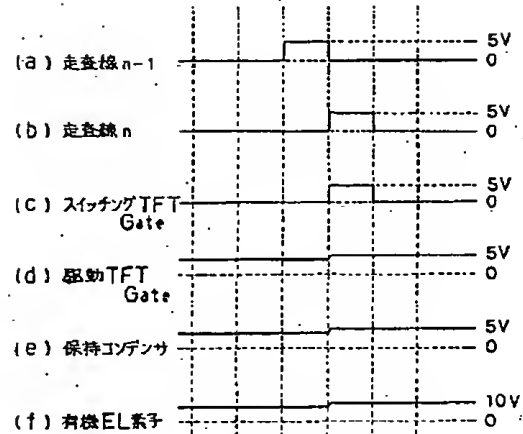 (a) 走査線 n-1
5V
0
(b) 走査線 n
5V
0
(c) スイッチングTFT
Gate
5V
0
(d) 駆動TFT
Gate
5V
0
(e) 保持コンデンサ
5V
0
(f) 有機EL素子
10V
0